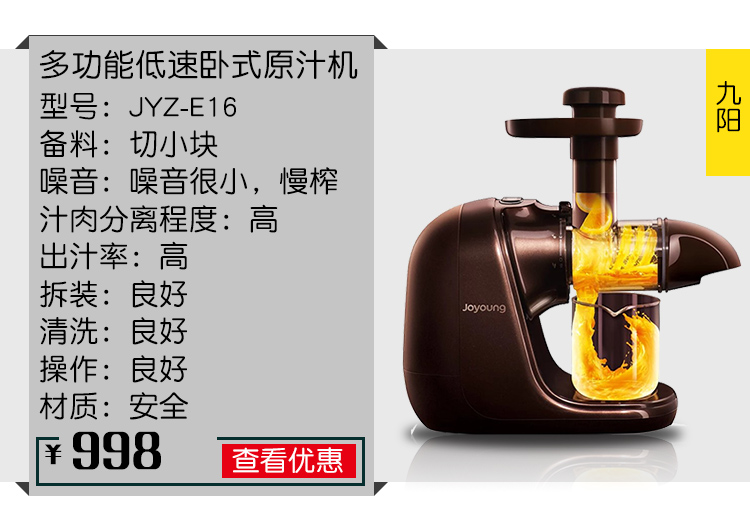 多功能低速卧式原汁机
型号：JYZ-E16
备料：切小块
噪音：噪音很小，慢榨
汁肉分离程度：高
出汁率：高
拆装：良好
清洗：良好
操作：良好
材质：安全
¥998
查看优惠
九阳
Joyoung